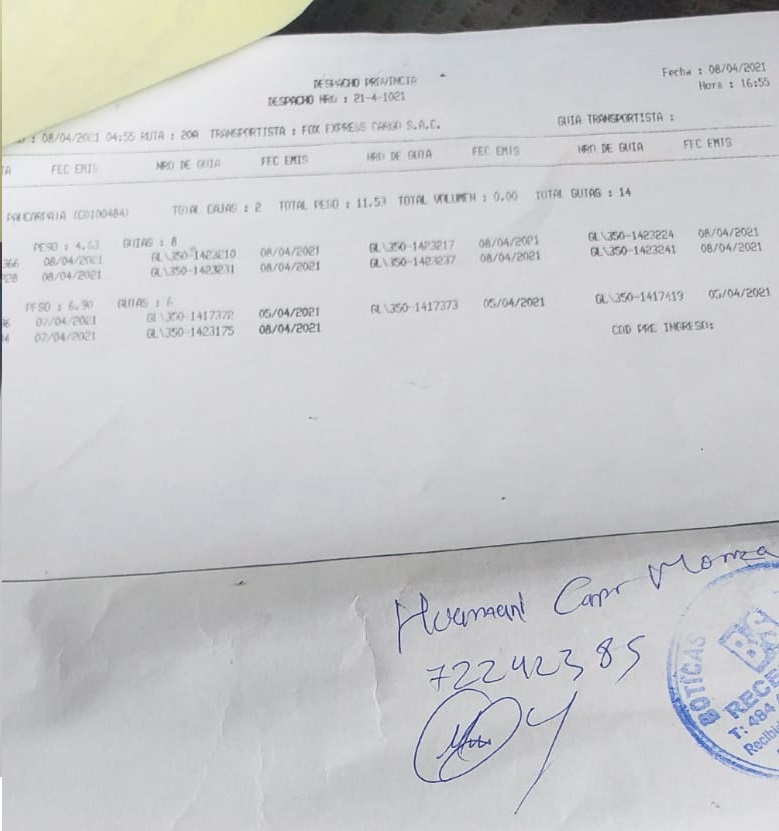 DESPACHO PROVINCIA
Fecha : 08/04/2021
DESPACHO NRO : 21-4-1021
Hora : 16:55
: 08/04/2021 04:55 RUTA : 20A TRANSPORTISTA : FOX EXPRESS CARGO S.A.C. GUIA TRANSPORTISTA :
FEC EMIS NRO DE GUIA FEC EMIS NRO DE GUIA FEC EMIS NRO DE GUIA FEC EMIS
(C0100484) TOTAL CAJAS : 2 TOTAL PESO : 11.53 TOTAL VOLUMEN : 0.00 TOTAL GUIAS : 14
PESO : 4.63 GUIAS : 8
366 08/04/2021 GL\350-1423210 08/04/2021 GL\350-1423217 08/04/2021 GL\350-1423224 08/04/2021
08/04/2021 GL\350-1423231 08/04/2021 GL\350-1423237 08/04/2021 GL\350-1423241 08/04/2021
PESO : 6.90 GUIAS : 6
07/04/2021 GL\350-1417372 05/04/2021 GL\350-1417373 05/04/2021 GL\350-1417419 05/04/2021
07/04/2021 GL\350-1423175 08/04/2021
COD PRE INGRESO:
Huamani
72242385
BOTICAS
BS
RECE
T: 484
Recibi